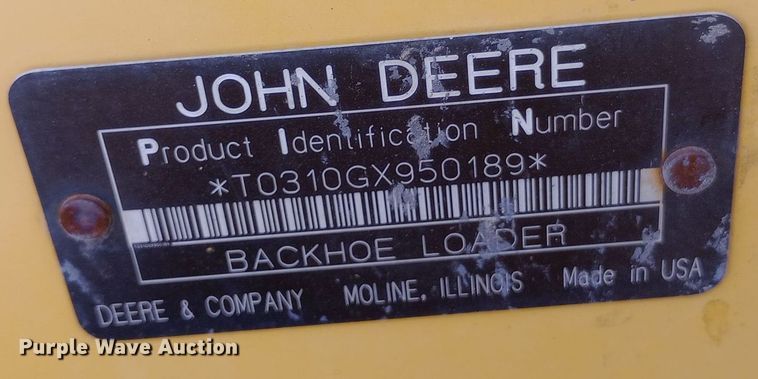 JOHN DEERE
Product Identification Number
*T0310GX950189*
BACKHOE LOADER
DEERE & COMPANY MOLINE, ILLINOIS Made in USA
Purple Wave Auction